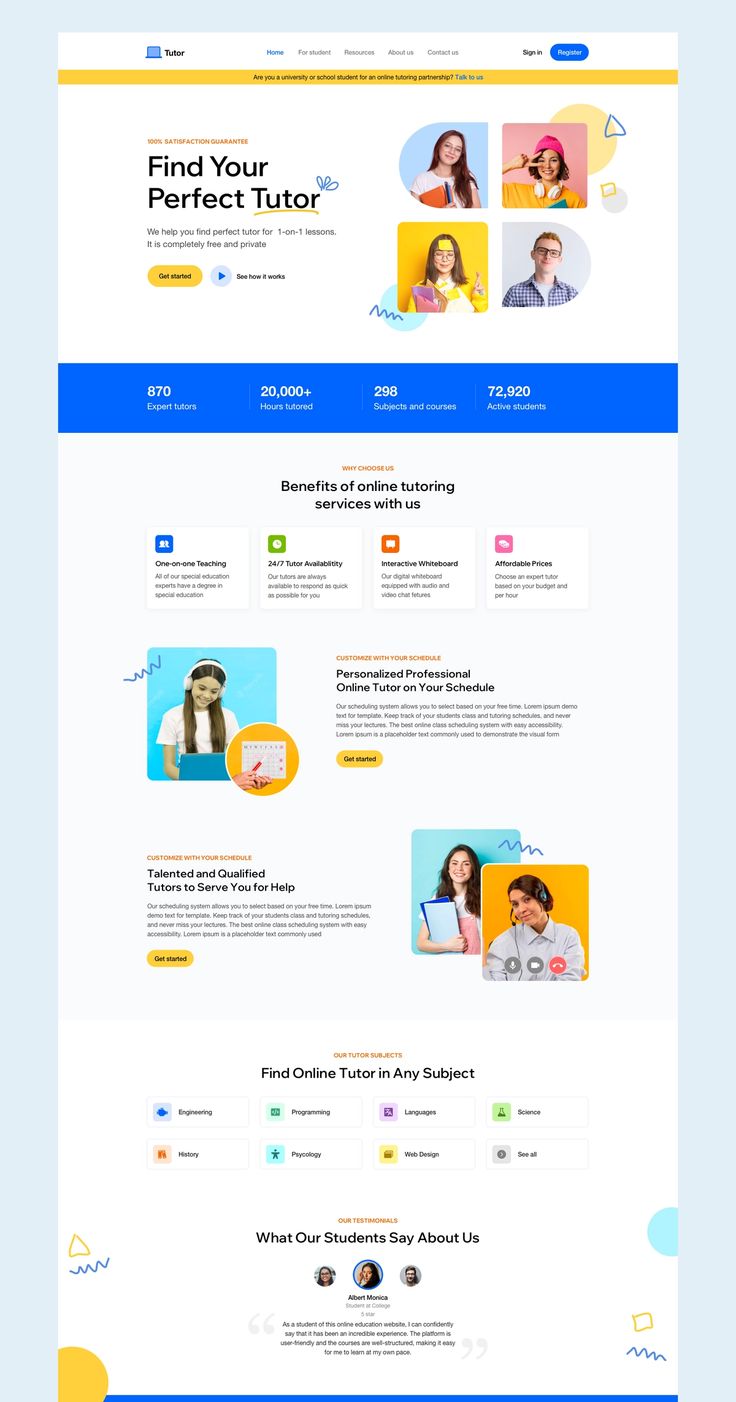 Tutor
Home
For student
Resources
About us
Contact us
Sign in
Register
Are you a university or school student for an online tutoring partnership? Talk to us
100% SATISFACTION GUARANTEE
Find Your
Perfect Tutor
We help you find perfect tutor for 1-on-1 lessons.
It is completely free and private
Get started
See how it works
870
Expert tutors
20,000+
Hours tutored
298
Subjects and courses
72,920
Active students
WHY CHOOSE US
Benefits of online tutoring
services with us
One-on-one Teaching
All of our special education
experts have a degree in
special education
24/7 Tutor Availabltity
Our tutors are always
available to respond as quick
as possible for you
Interactive Whiteboard
Our digital whiteboard
equipped with audio and
video chat fetures
Affordable Prices
Choose an expert tutor
based on your budget and
per hour
CUSTOMIZE WITH YOUR SCHEDULE
Personalized Professional
Online Tutor on Your Schedule
Our scheduling system allows you to select based on your free time. Lorem ipsum demo
text for template. Keep track of your students class and tutoring schedules, and never
miss your lectures. The best online class scheduling system with easy accessibility.
Lorem ipsum is a placeholder text commonly used to demonstrate the visual form
Get started
CUSTOMIZE WITH YOUR SCHEDULE
Talented and Qualified
Tutors to Serve You for Help
Our scheduling system allows you to select based on your free time. Lorem ipsum
demo text for template. Keep track of your students class and tutoring schedules,
and never miss your lectures. The best online class scheduling system with easy
accessibility. Lorem ipsum is a placeholder text commonly used
Get started
OUR TUTOR SUBJECTS
Find Online Tutor in Any Subject
Engineering
Programming
Languages
Science
History
Psycology
Web Design
See all
OUR TESTIMONIALS
What Our Students Say About Us
Albert Monica
Student at College
5 star
As a student of this online education website, I can confidently
say that it has been an incredible experience. The platform is
user-friendly and the courses are well-structured, making it easy
for me to learn at my own pace.